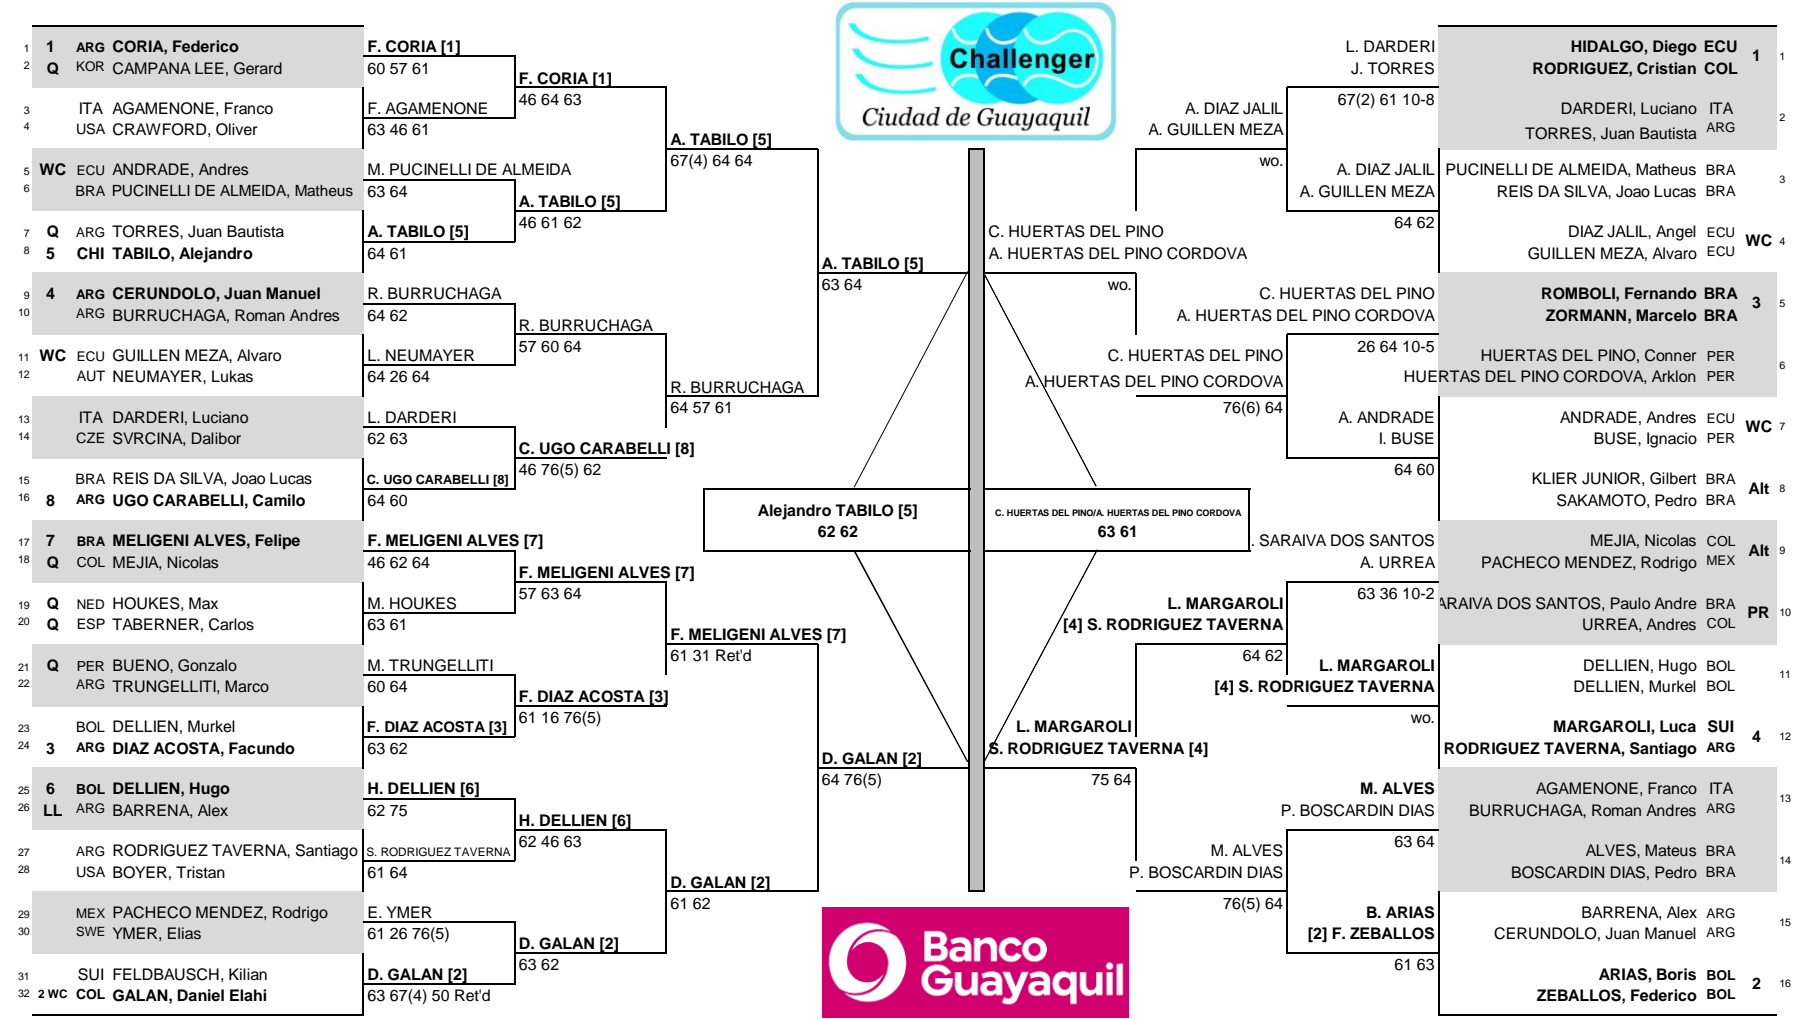 Challenger
Ciudad de Guayaquil
1 1 ARG CORIA, Federico
2 Q KOR CAMPANA LEE, Gerard
3 ITA AGAMENONE, Franco
4 USA CRAWFORD, Oliver
5 WC ECU ANDRADE, Andres
6 BRA PUCINELLI DE ALMEIDA, Matheus
7 Q ARG TORRES, Juan Bautista
8 5 CHI TABILO, Alejandro
9 4 ARG CERUNDOLO, Juan Manuel
10 ARG BURRUCHAGA, Roman Andres
11 WC ECU GUILLEN MEZA, Alvaro
12 AUT NEUMAYER, Lukas
13 ITA DARDERI, Luciano
14 CZE SVRCINA, Dalibor
15 BRA REIS DA SILVA, Joao Lucas
16 8 ARG UGO CARABELLI, Camilo
17 7 BRA MELIGENI ALVES, Felipe
18 Q COL MEJIA, Nicolas
19 Q NED HOUKES, Max
20 Q ESP TABERNER, Carlos
21 Q PER BUENO, Gonzalo
22 ARG TRUNGELLITI, Marco
23 BOL DELLIEN, Murkel
24 3 ARG DIAZ ACOSTA, Facundo
25 6 BOL DELLIEN, Hugo
26 LL ARG BARRENA, Alex
27 ARG RODRIGUEZ TAVERNA, Santiago
28 USA BOYER, Tristan
29 MEX PACHECO MENDEZ, Rodrigo
30 SWE YMER, Elias
31 SUI FELDBAUSCH, Kilian
32 2 WC COL GALAN, Daniel Elahi
F. CORIA [1]
60 57 61
F. AGAMENONE
63 46 61
M. PUCINELLI DE ALMEIDA
63 64
A. TABILO [5]
64 61
R. BURRUCHAGA
64 62
L. NEUMAYER
64 26 64
L. DARDERI
62 63
C. UGO CARABELLI [8]
64 60
F. MELIGENI ALVES [7]
46 62 64
M. HOUKES
63 61
M. TRUNGELLITI
60 64
F. DIAZ ACOSTA [3]
63 62
H. DELLIEN [6]
62 75
S. RODRIGUEZ TAVERNA
61 64
E. YMER
61 26 76(5)
D. GALAN [2]
63 67(4) 50 Ret'd
F. CORIA [1]
46 64 63
A. TABILO [5]
46 61 62
R. BURRUCHAGA
57 60 64
C. UGO CARABELLI [8]
46 76(5) 62
F. MELIGENI ALVES [7]
57 63 64
F. DIAZ ACOSTA [3]
61 16 76(5)
H. DELLIEN [6]
62 46 63
D. GALAN [2]
63 62
A. TABILO [5]
67(4) 64 64
R. BURRUCHAGA
64 57 61
F. MELIGENI ALVES [7]
61 31 Ret'd
D. GALAN [2]
61 62
A. TABILO [5]
63 64
D. GALAN [2]
64 76(5)
Alejandro TABILO [5]
62 62
C. HUERTAS DEL PINO/A. HUERTAS DEL PINO CORDOVA
63 61
C. HUERTAS DEL PINO
A. HUERTAS DEL PINO CORDOVA
wo.
L. MARGAROLI
S. RODRIGUEZ TAVERNA [4]
75 64
A. DIAZ JALIL
A. GUILLEN MEZA
wo.
C. HUERTAS DEL PINO
A. HUERTAS DEL PINO CORDOVA
76(6) 64
L. MARGAROLI
[4] S. RODRIGUEZ TAVERNA
64 62
M. ALVES
P. BOSCARDIN DIAS
76(5) 64
L. DARDERI
J. TORRES
67(2) 61 10-8
A. DIAZ JALIL
A. GUILLEN MEZA
64 62
C. HUERTAS DEL PINO
A. HUERTAS DEL PINO CORDOVA
26 64 10-5
A. ANDRADE
I. BUSE
64 60
. SARAIVA DOS SANTOS
A. URREA
63 36 10-2
L. MARGAROLI
[4] S. RODRIGUEZ TAVERNA
wo.
M. ALVES
P. BOSCARDIN DIAS
63 64
B. ARIAS
[2] F. ZEBALLOS
61 63
HIDALGO, Diego ECU 1 1
RODRIGUEZ, Cristian COL
DARDERI, Luciano ITA 2
TORRES, Juan Bautista ARG
PUCINELLI DE ALMEIDA, Matheus BRA 3
REIS DA SILVA, Joao Lucas BRA
DIAZ JALIL, Angel ECU WC 4
GUILLEN MEZA, Alvaro ECU
ROMBOLI, Fernando BRA 3 5
ZORMANN, Marcelo BRA
HUERTAS DEL PINO, Conner PER 6
HUERTAS DEL PINO CORDOVA, Arklon PER
ANDRADE, Andres ECU WC 7
BUSE, Ignacio PER
KLIER JUNIOR, Gilbert BRA Alt 8
SAKAMOTO, Pedro BRA
MEJIA, Nicolas COL Alt 9
PACHECO MENDEZ, Rodrigo MEX
ARAIVA DOS SANTOS, Paulo Andre BRA PR 10
URREA, Andres COL
DELLIEN, Hugo BOL 11
DELLIEN, Murkel BOL
MARGAROLI, Luca SUI 4 12
RODRIGUEZ TAVERNA, Santiago ARG
AGAMENONE, Franco ITA 13
BURRUCHAGA, Roman Andres ARG
ALVES, Mateus BRA 14
BOSCARDIN DIAS, Pedro BRA
BARRENA, Alex ARG 15
CERUNDOLO, Juan Manuel ARG
ARIAS, Boris BOL 2 16
ZEBALLOS, Federico BOL
Banco
Guayaquil